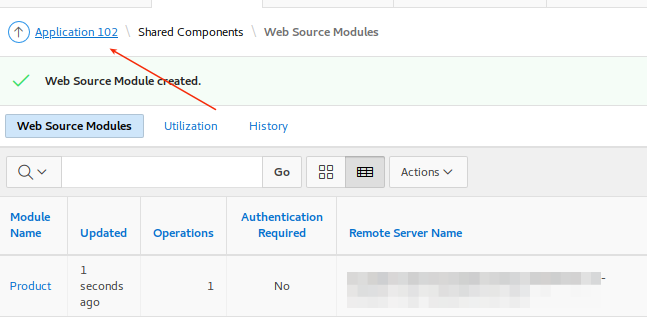 Application 102 \ Shared Components \ Web Source Modules
Web Source Module created.
Web Source Modules Utilization History
Go Actions
Module Name Updated Operations Authentication Required Remote Server Name
Product 1 seconds ago 1 No -